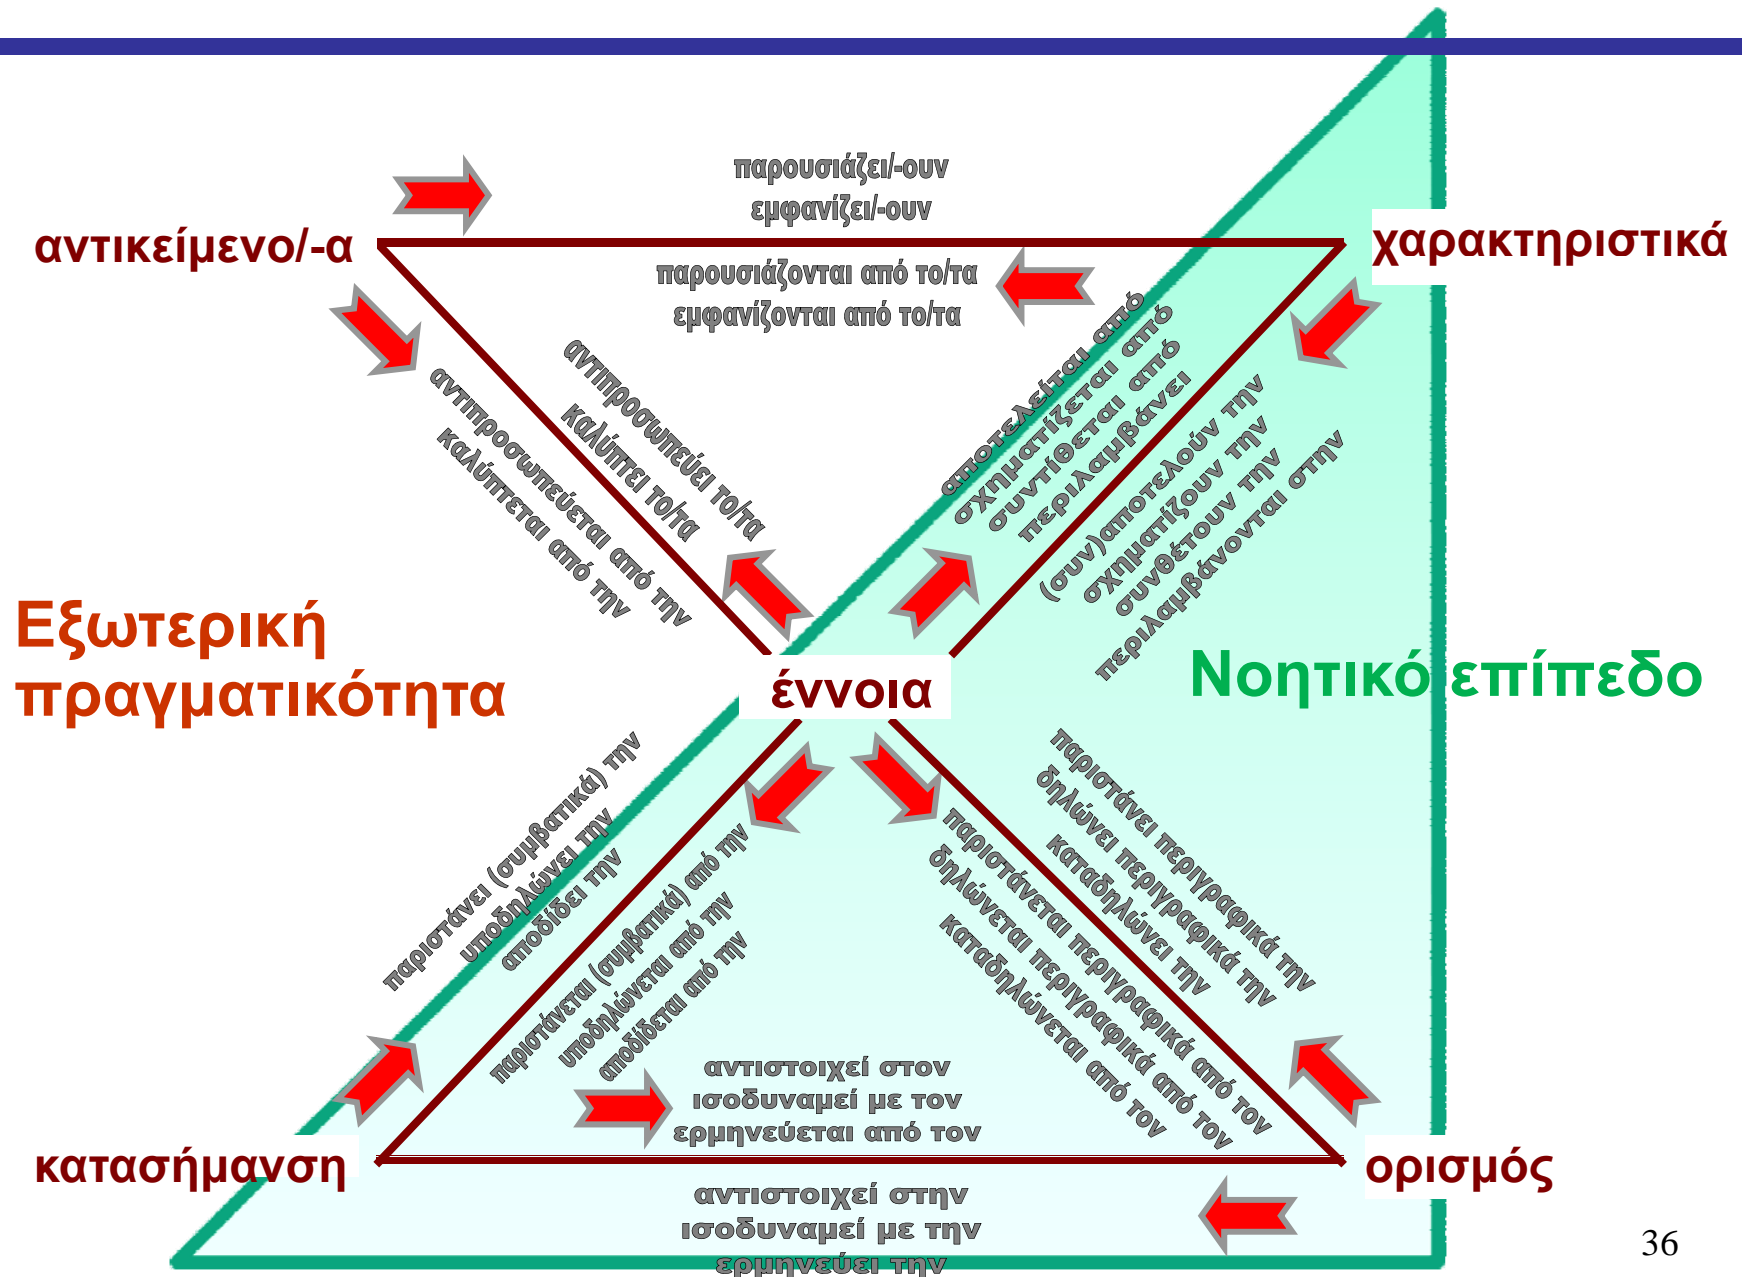 παρουσιάζει/-ουν
εμφανίζει/-ουν
αντικείμενο/-α
χαρακτηριστικά
παρουσιάζονται από το/τα
εμφανίζονται από το/τα
αντιπροσωπεύει το/τα
καλύπτει το/τα
αντιπροσωπεύεται από την
καλύπτεται από την
αποτελείται από
σχηματίζεται από
συντίθεται από
περιλαμβάνει
(συν)αποτελούν την
σχηματίζουν την
συνθέτουν την
περιλαμβάνονται στην
Εξωτερική
πραγματικότητα
έννοια
Νοητικό επίπεδο
παριστάνει (συμβατικά) την
υποδηλώνει την
αποδίδει την
παριστάνεται (συμβατικά) από την
υποδηλώνεται από την
αποδίδεται από την
παριστάνει περιγραφικά την
δηλώνει περιγραφικά την
καταδηλώνει την
παριστάνεται περιγραφικά από τον
δηλώνεται περιγραφικά από τον
καταδηλώνεται από τον
αντιστοιχεί στον
ισοδυναμεί με τον
ερμηνεύεται από τον
κατασήμανση
ορισμός
αντιστοιχεί στην
ισοδυναμεί με την
ερμηνεύει την
36